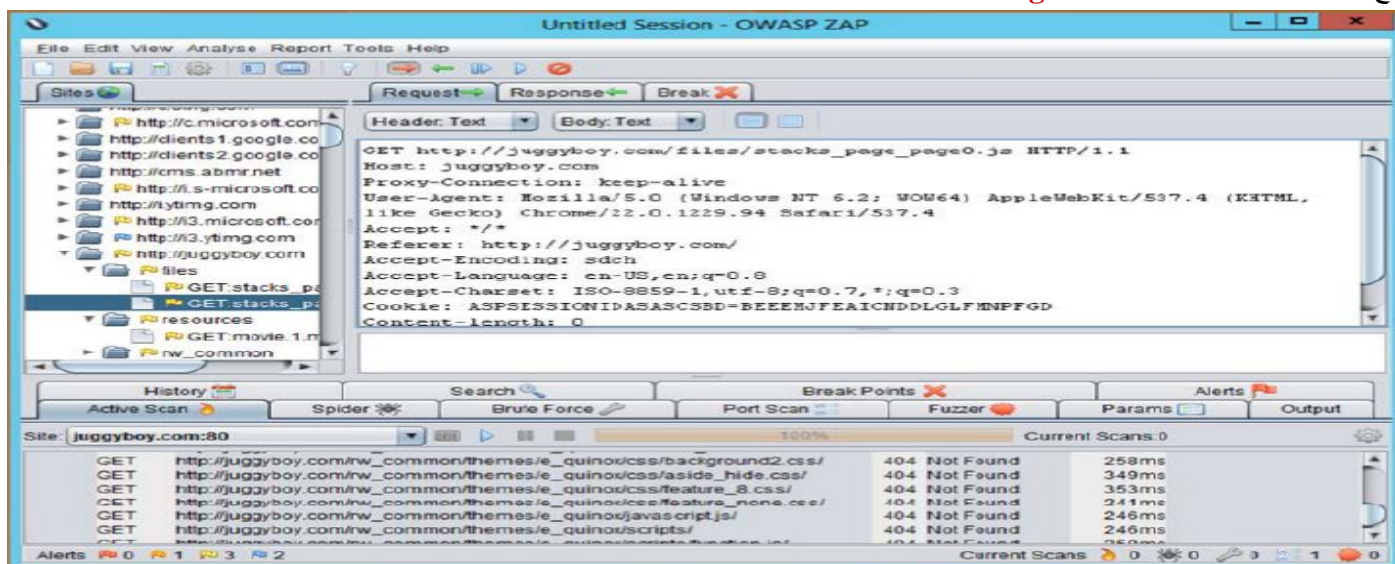 Untitled Session - OWASP ZAP
File Edit View Analyse Report Tools Help
Sites
Request Response Break
http://c.microsoft.com
http://clients1.google.co
http://clients2.google.co
http://cms.abmr.net
http://i.s-microsoft.co
http://i.ytimg.com
http://i3.microsoft.com
http://i3.ytimg.com
http://juggyboy.com
files
GET:stacks_pa
GET:stacks_pa
resources
GET:movie.1.m
rw_common
Header: Text Body: Text
GET http://juggyboy.com/files/stacks_page_page0.js HTTP/1.1
Host: juggyboy.com
Proxy-Connection: keep-alive
User-Agent: Mozilla/5.0 (Windows NT 6.2; WOW64) AppleWebKit/537.4 (KHTML,
like Gecko) Chrome/22.0.1229.94 Safari/537.4
Accept: */*
Referer: http://juggyboy.com/
Accept-Encoding: sdch
Accept-Language: en-US,en;q=0.8
Accept-Charset: ISO-8859-1,utf-8;q=0.7,*;q=0.3
Cookie: ASPSESSIONIDASASCSBD=BEEEMJFEAICNDDLGLFMNPFGD
Content-length: 0
History Search Break Points Alerts
Active Scan Spider Brute Force Port Scan Fuzzer Params Output
Site: juggyboy.com:80 100% Current Scans:0
GET http://juggyboy.com/rw_common/themes/e_quinox/css/background2.css/ 404 Not Found 258ms
GET http://juggyboy.com/rw_common/themes/e_quinox/css/aside_hide.css/ 404 Not Found 349ms
GET http://juggyboy.com/rw_common/themes/e_quinox/css/feature_8.css/ 404 Not Found 353ms
GET http://juggyboy.com/rw_common/themes/e_quinox/css/feature_none.css/ 404 Not Found 241ms
GET http://juggyboy.com/rw_common/themes/e_quinox/javascript.js/ 404 Not Found 246ms
GET http://juggyboy.com/rw_common/themes/e_quinox/scripts/ 404 Not Found 246ms
Alerts 0 1 3 2 Current Scans 0 0 0 1 0